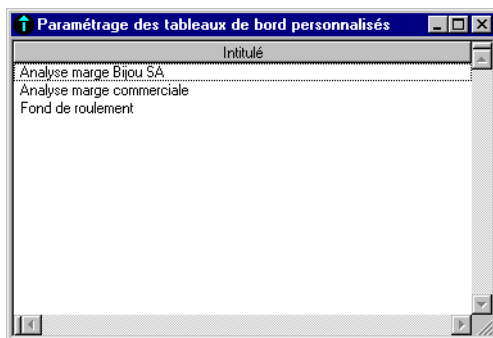 Paramétrage des tableaux de bord personnalisés
Intitulé
Analyse marge Bijou SA
Analyse marge commerciale
Fond de roulement